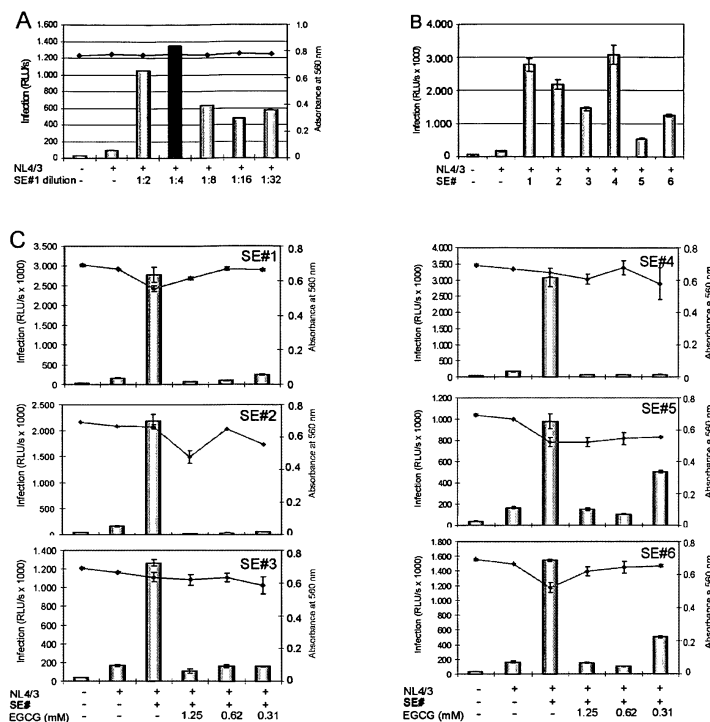 A
Infection (RLU/s)
1.600
1.400
1.200
1.000
800
600
400
200
0
1.0
0.8
0.6
0.4
0.2
0
Absorbance at 560 nm
NL4/3 - + + + + + +
SE#1 dilution - - 1:2 1:4 1:8 1:16 1:32
B
Infection (RLU/s x 1000)
4.000
3.000
2.000
1.000
0
NL4/3 - + + + + + + +
SE# - - 1 2 3 4 5 6
C
SE#1
Infection (RLU/s x 1000)
3.500
3.000
2.500
2.000
1.500
1.000
500
0
0.8
0.6
0.4
0.2
0
Absorbance at 560 nm
SE#2
Infection (RLU/s x 1000)
2.500
2.000
1.500
1.000
500
0
0.8
0.6
0.4
0.2
0
Absorbance at 560 nm
SE#3
Infection (RLU/s x 1000)
1.200
1.000
800
600
400
200
0
0.8
0.6
0.4
0.2
0
Absorbance at 560 nm
NL4/3 - + + + + +
SE# - - + + + +
EGCG (mM) - - - 1.25 0.62 0.31
SE#4
Infection (RLU/s x 1000)
4.000
3.500
3.000
2.500
2.000
1.500
1.000
500
0
0.8
0.6
0.4
0.2
0
Absorbance e 560 nm
SE#5
Infection (RLU/s x 1000)
1.200
1.000
800
600
400
200
0
0.8
0.6
0.4
0.2
0
Absorbance e 560 nm
SE#6
Infection (RLU/s x 1000)
1.800
1.600
1.400
1.200
1.000
800
600
400
200
0
0.8
0.6
0.4
0.2
0
Absorbance e 560 nm
NL4/3 - + + + + +
SE# - - + + + +
EGCG (mM) - - - 1.25 0.62 0.31